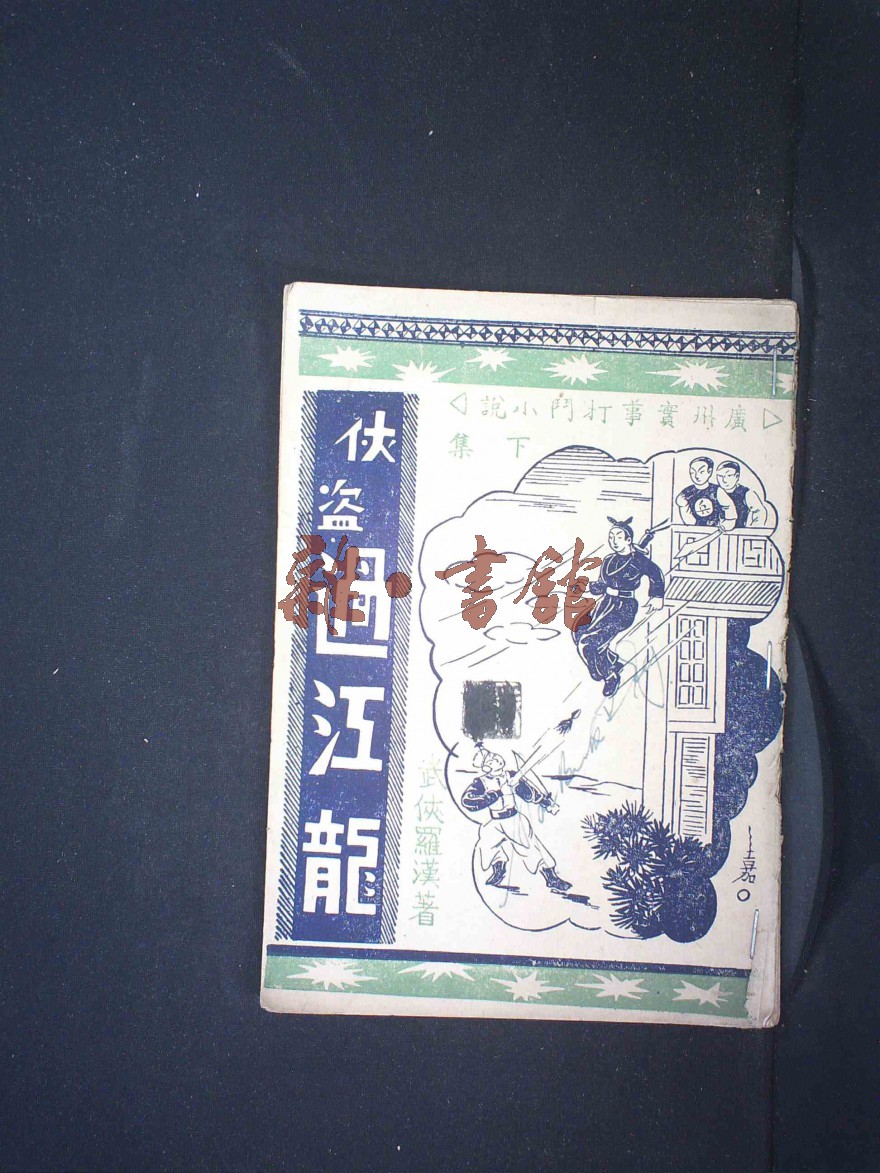 廣州實事打鬥小說
下集
俠盜過江龍
武俠羅漢著
嘉
雜·書館